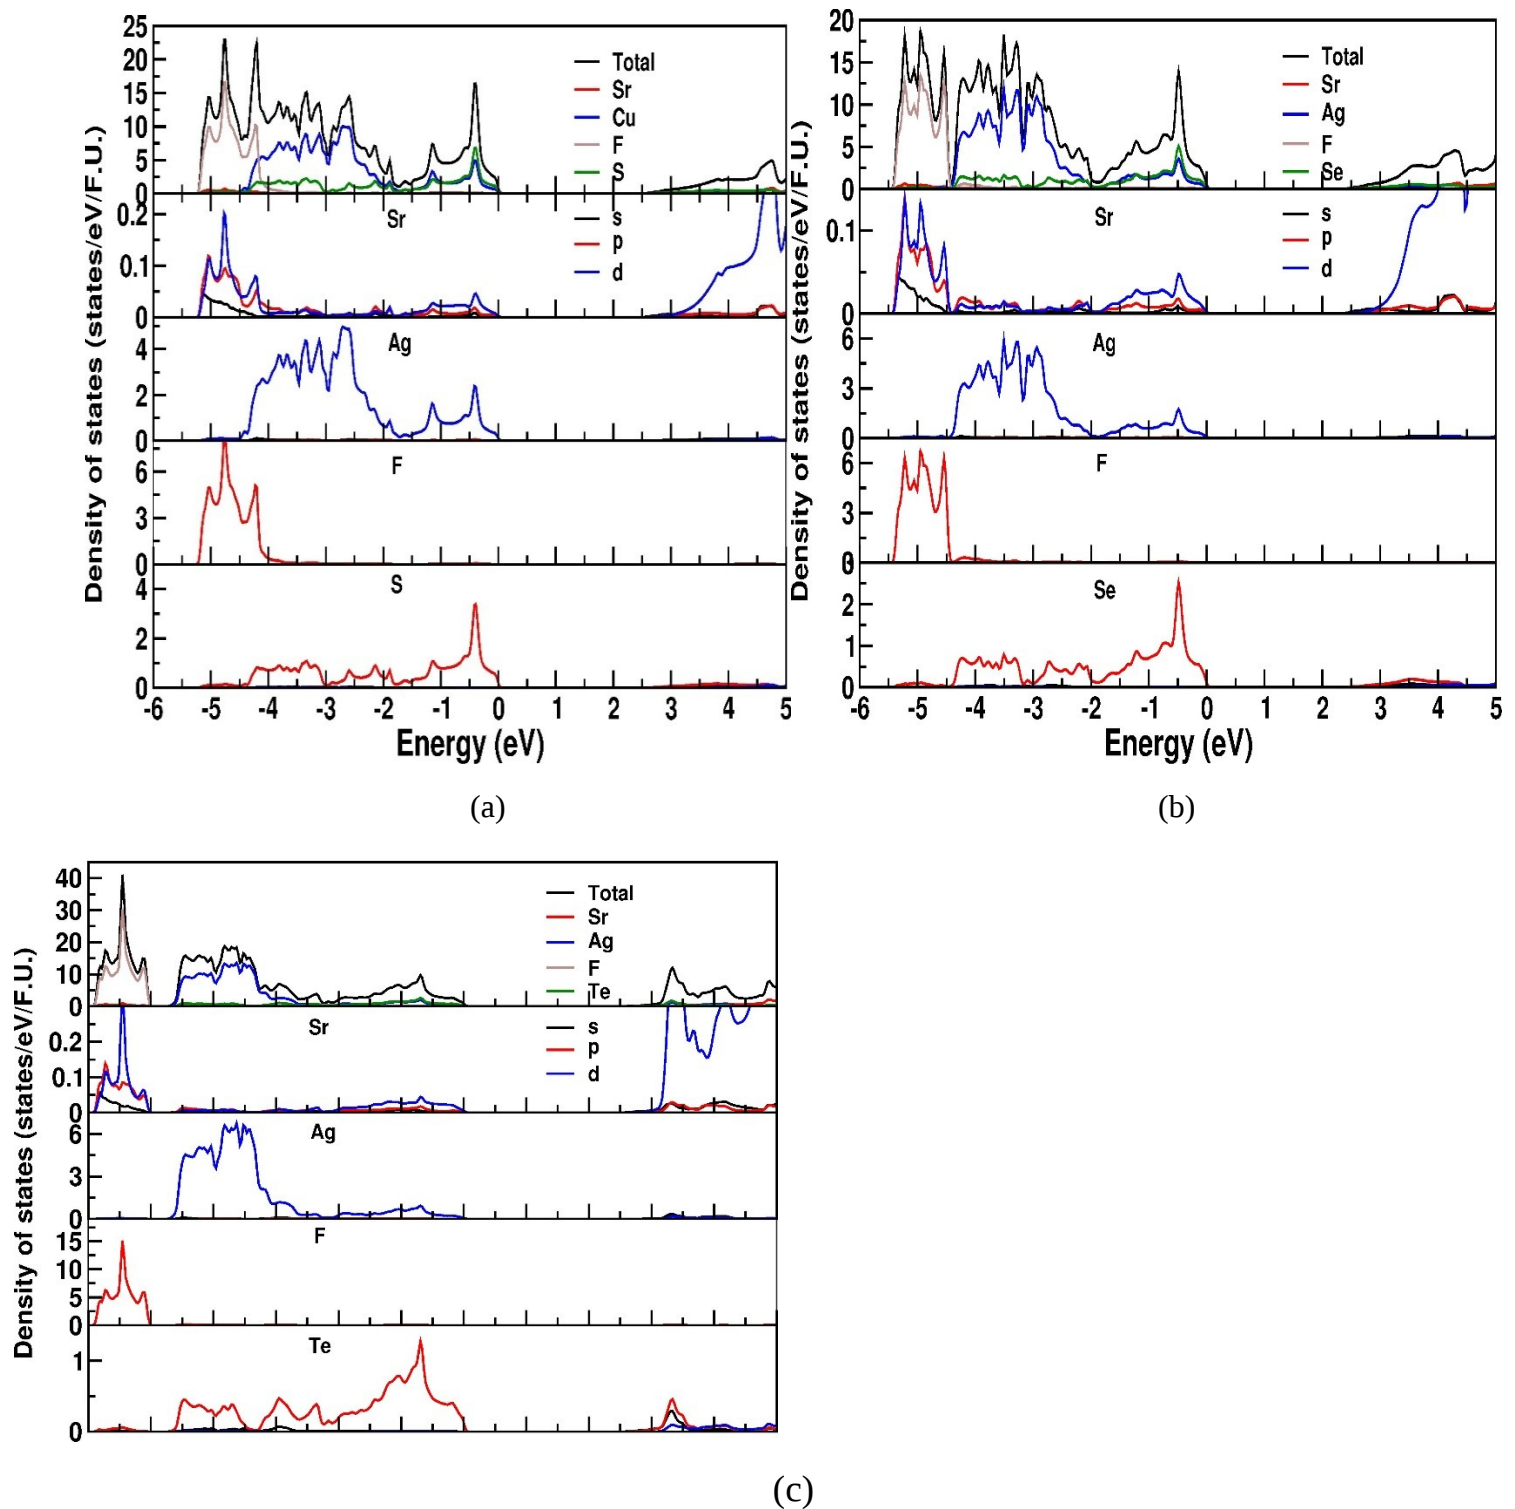 Density of states (states/eV/F.U.)
25
20
15
10
5
0
Total
Sr
Cu
F
S
0.2
0.1
0
Sr
s
p
d
4
2
0
Ag
6
3
0
F
4
2
0
S
-6 -5 -4 -3 -2 -1 0 1 2 3 4 5
Energy (eV)
(a)
Density of states (states/eV/F.U.)
20
15
10
5
0
Total
Sr
Ag
F
Se
0.1
0
Sr
s
p
d
6
3
0
Ag
6
3
0
F
2
1
0
Se
-6 -5 -4 -3 -2 -1 0 1 2 3 4 5
Energy (eV)
(b)
Density of states (states/eV/F.U.)
40
30
20
10
0
Total
Sr
Ag
F
Te
0.2
0.1
0
Sr
s
p
d
6
3
0
Ag
15
10
5
0
F
1
0
Te
(c)